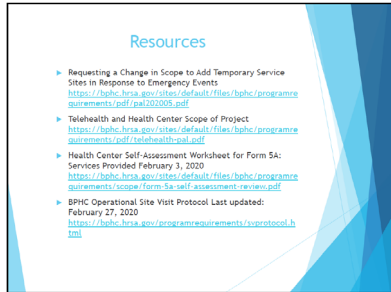 Resources
Requesting a Change in Scope to Add Temporary Service
Sites in Response to Emergency Events
https://bphc.hrsa.gov/sites/default/files/bphc/programre
quirements/pdf/pal202005.pdf
Telehealth and Health Center Scope of Project
https://bphc.hrsa.gov/sites/default/files/bphc/programre
quirements/pdf/telehealth-pal.pdf
Health Center Self-Assessment Worksheet for Form 5A:
Services Provided February 3, 2020
https://bphc.hrsa.gov/sites/default/files/bphc/programre
quirements/scope/form-5a-self-assessment-review.pdf
BPHC Operational Site Visit Protocol Last updated:
February 27, 2020
https://bphc.hrsa.gov/programrequirements/svprotocol.h
tml